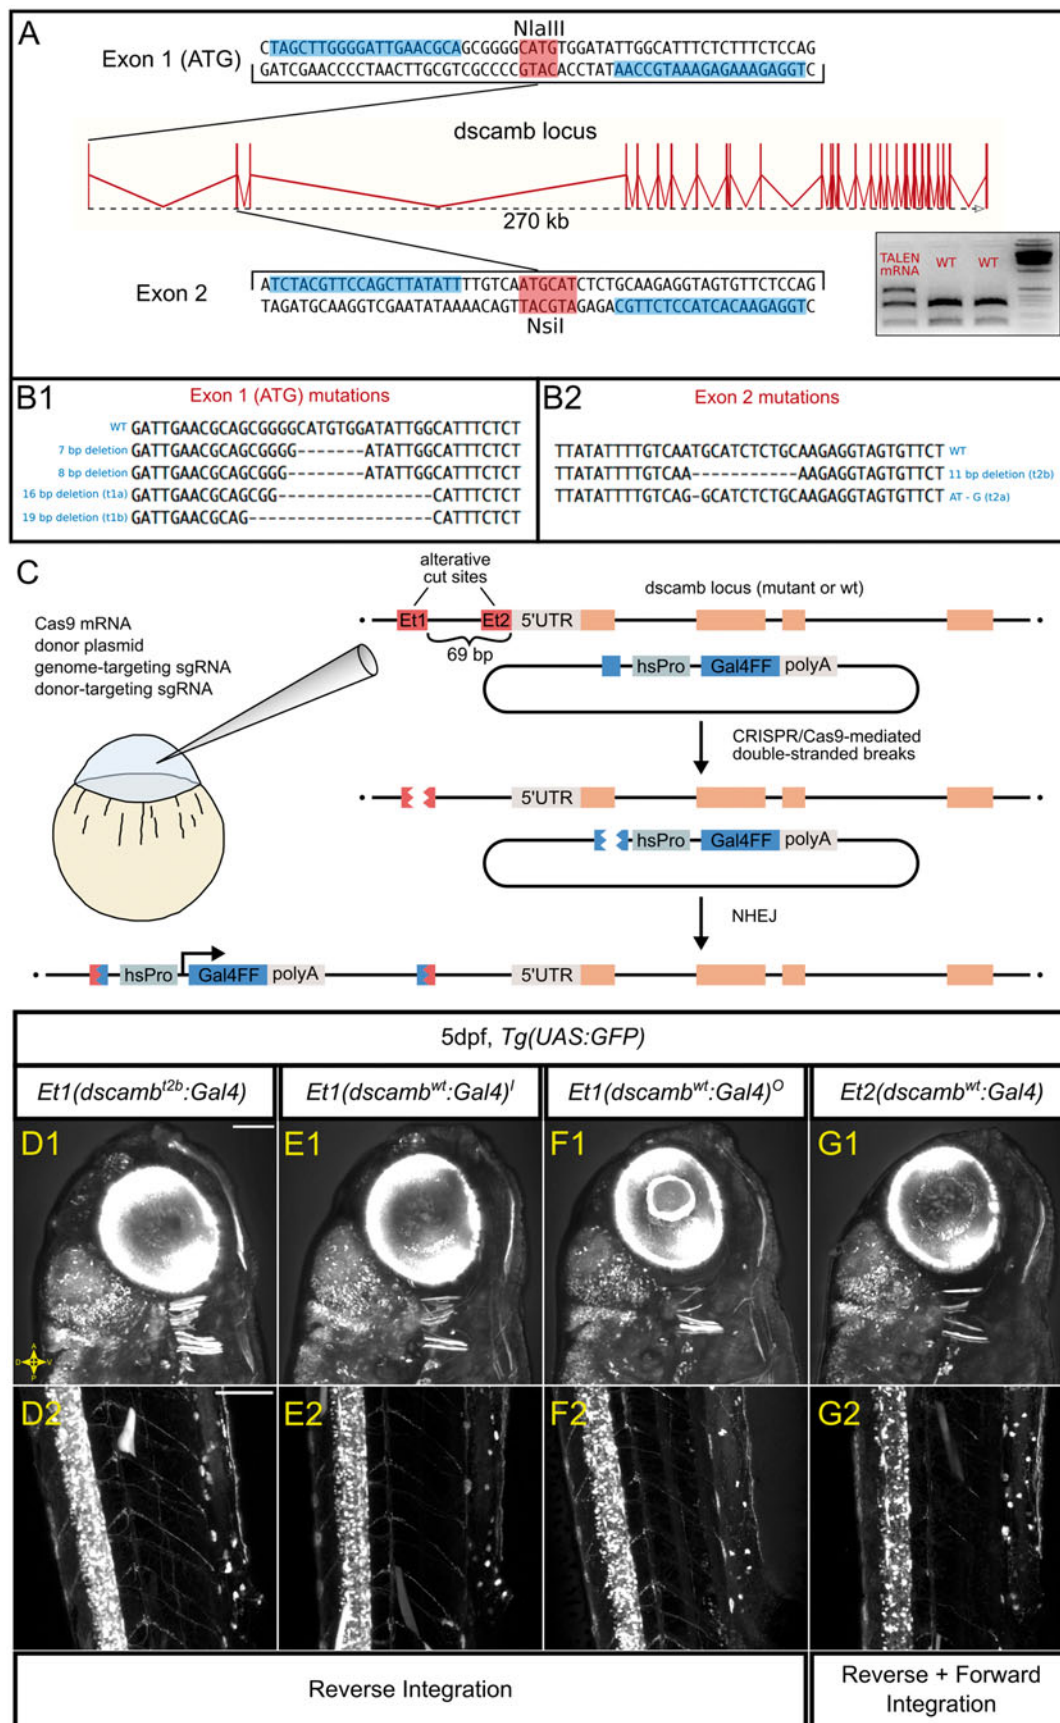 A
NlaIII
Exon 1 (ATG)
CTAGCTTGGGGATTGAACGCAGCGGGGCATGTGGATATTGGCATTTCTCTTTCTCCAG
GATCGAACCCCTAACTTGCGTCGCCCCGTACACCTATAACCGTAAAGAGAAAGAGGTC
dscamb locus
270 kb
Exon 2
ATCTACGTTCCAGCTTATATTTTGTCAATGCATCTCTGCAAGAGGTAGTGTTCTCCAG
TAGATGCAAGGTCGAATATAAAACAGTTACGTAGAGACGTTCTCCATCACAAGAGGTC
NsiI
TALEN mRNA
WT
WT
B1
Exon 1 (ATG) mutations
WT GATTGAACGCAGCGGGGCATGTGGATATTGGCATTTCTCT
7 bp deletion GATTGAACGCAGCGGGG-------ATATTGGCATTTCTCT
8 bp deletion GATTGAACGCAGCGGG--------ATATTGGCATTTCTCT
16 bp deletion (t1a) GATTGAACGCAGCGG----------------CATTTCTCT
19 bp deletion (t1b) GATTGAACGCAG-------------------CATTTCTCT
B2
Exon 2 mutations
TTATATTTTGTCAATGCATCTCTGCAAGAGGTAGTGTTCT WT
TTATATTTTGTCAA-----------AAGAGGTAGTGTTCT 11 bp deletion (t2b)
TTATATTTTGTCAG-GCATCTCTGCAAGAGGTAGTGTTCT AT - G (t2a)
C
alterative
cut sites
dscamb locus (mutant or wt)
Cas9 mRNA
donor plasmid
genome-targeting sgRNA
donor-targeting sgRNA
Et1
Et2
5'UTR
69 bp
hsPro
Gal4FF
polyA
CRISPR/Cas9-mediated
double-stranded breaks
5'UTR
hsPro
Gal4FF
polyA
NHEJ
hsPro
Gal4FF
polyA
5'UTR
5dpf, Tg(UAS:GFP)
Et1(dscamb^t2b:Gal4)
Et1(dscamb^wt:Gal4)^I
Et1(dscamb^wt:Gal4)^O
Et2(dscamb^wt:Gal4)
D1
E1
F1
G1
A
D
V
P
D2
E2
F2
G2
Reverse Integration
Reverse + Forward
Integration